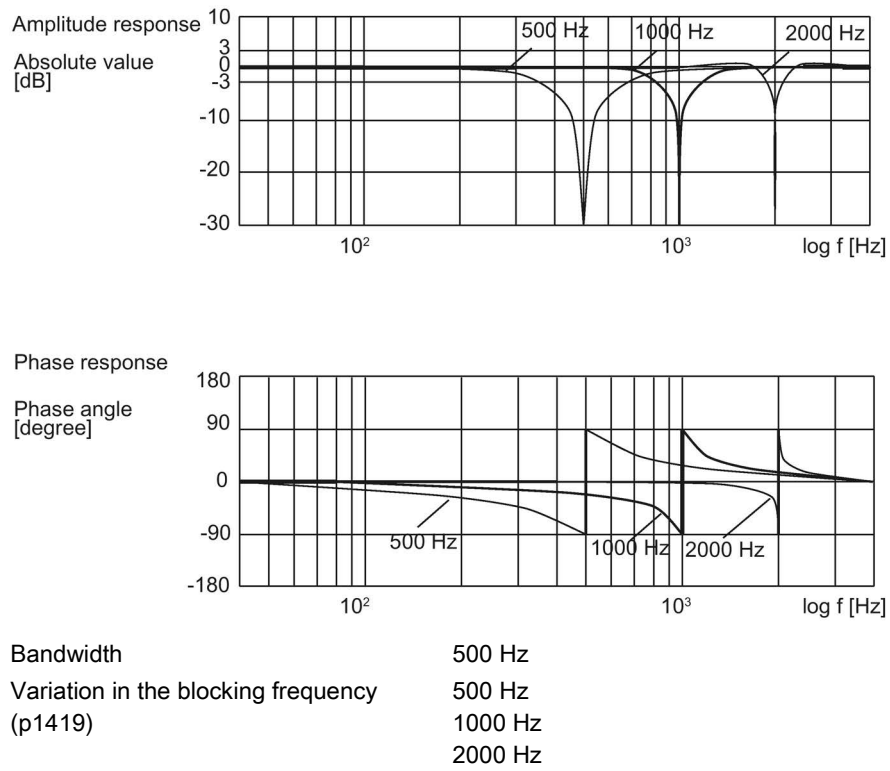 Amplitude response
Absolute value
[dB]
10
3
0
-3
-10
-20
-30
500 Hz
1000 Hz
2000 Hz
10²
10³
log f [Hz]
Phase response
Phase angle
[degree]
180
90
0
-90
-180
500 Hz
1000 Hz
2000 Hz
10²
10³
log f [Hz]
Bandwidth 500 Hz
Variation in the blocking frequency 500 Hz
(p1419) 1000 Hz
2000 Hz